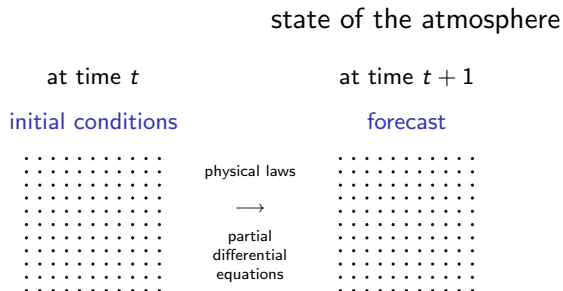 state of the atmosphere
at time t
at time t + 1
initial conditions
forecast
physical laws
⟶
partial
differential
equations